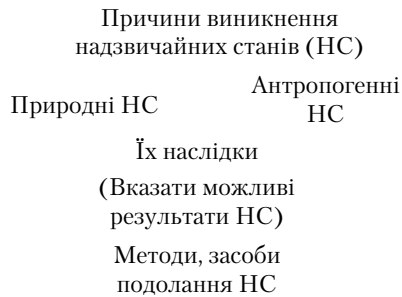 Причини виникнення
надзвичайних станів (НС)
Природні НС
Антропогенні
НС
Їх наслідки
(Вказати можливі
результати НС)
Методи, засоби
подолання НС